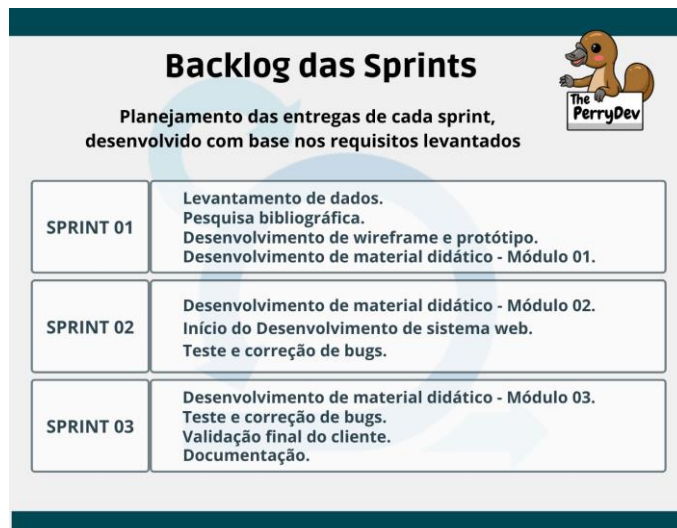 Backlog das Sprints
The
PerryDev
Planejamento das entregas de cada sprint,
desenvolvido com base nos requisitos levantados
SPRINT 01
Levantamento de dados.
Pesquisa bibliográfica.
Desenvolvimento de wireframe e protótipo.
Desenvolvimento de material didático - Módulo 01.
SPRINT 02
Desenvolvimento de material didático - Módulo 02.
Início do Desenvolvimento de sistema web.
Teste e correção de bugs.
SPRINT 03
Desenvolvimento de material didático - Módulo 03.
Teste e correção de bugs.
Validação final do cliente.
Documentação.